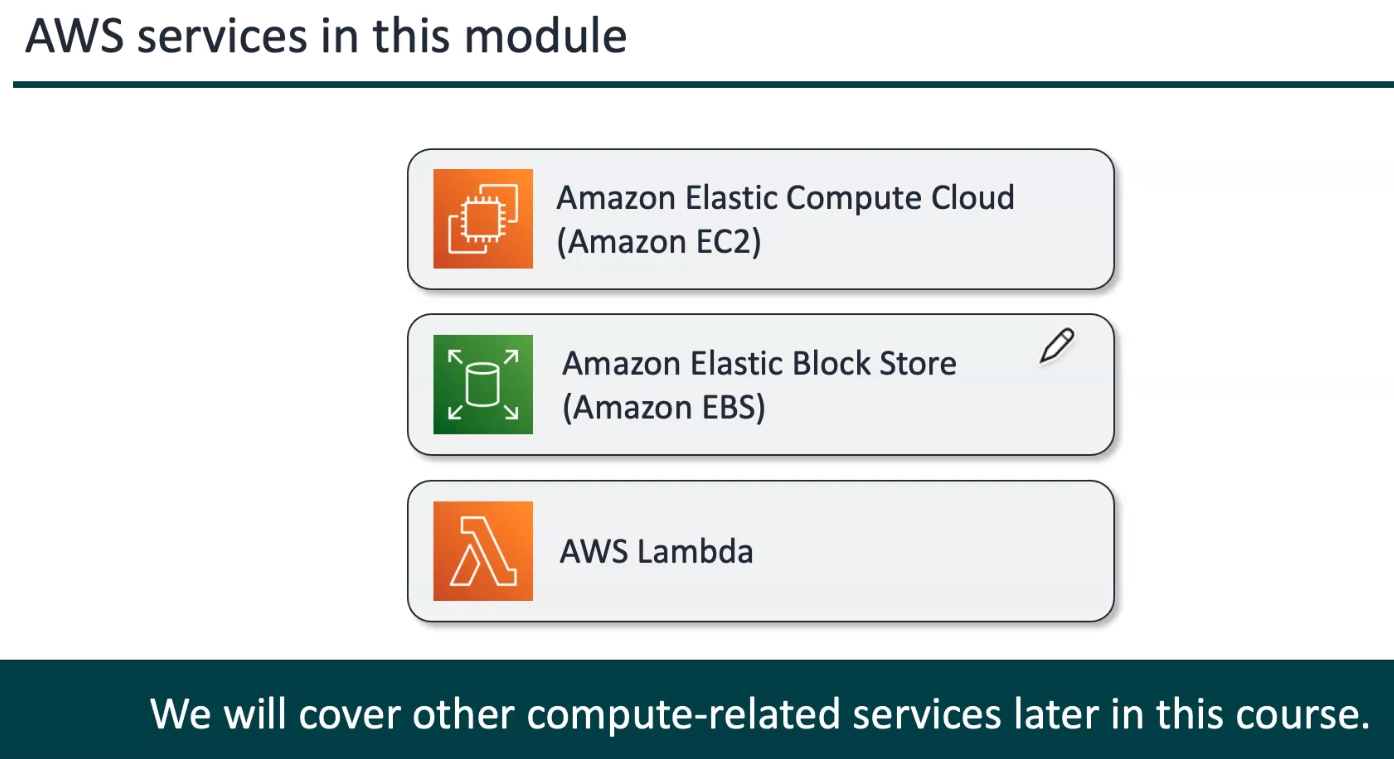 AWS services in this module
Amazon Elastic Compute Cloud
(Amazon EC2)
Amazon Elastic Block Store
(Amazon EBS)
AWS Lambda
We will cover other compute-related services later in this course.